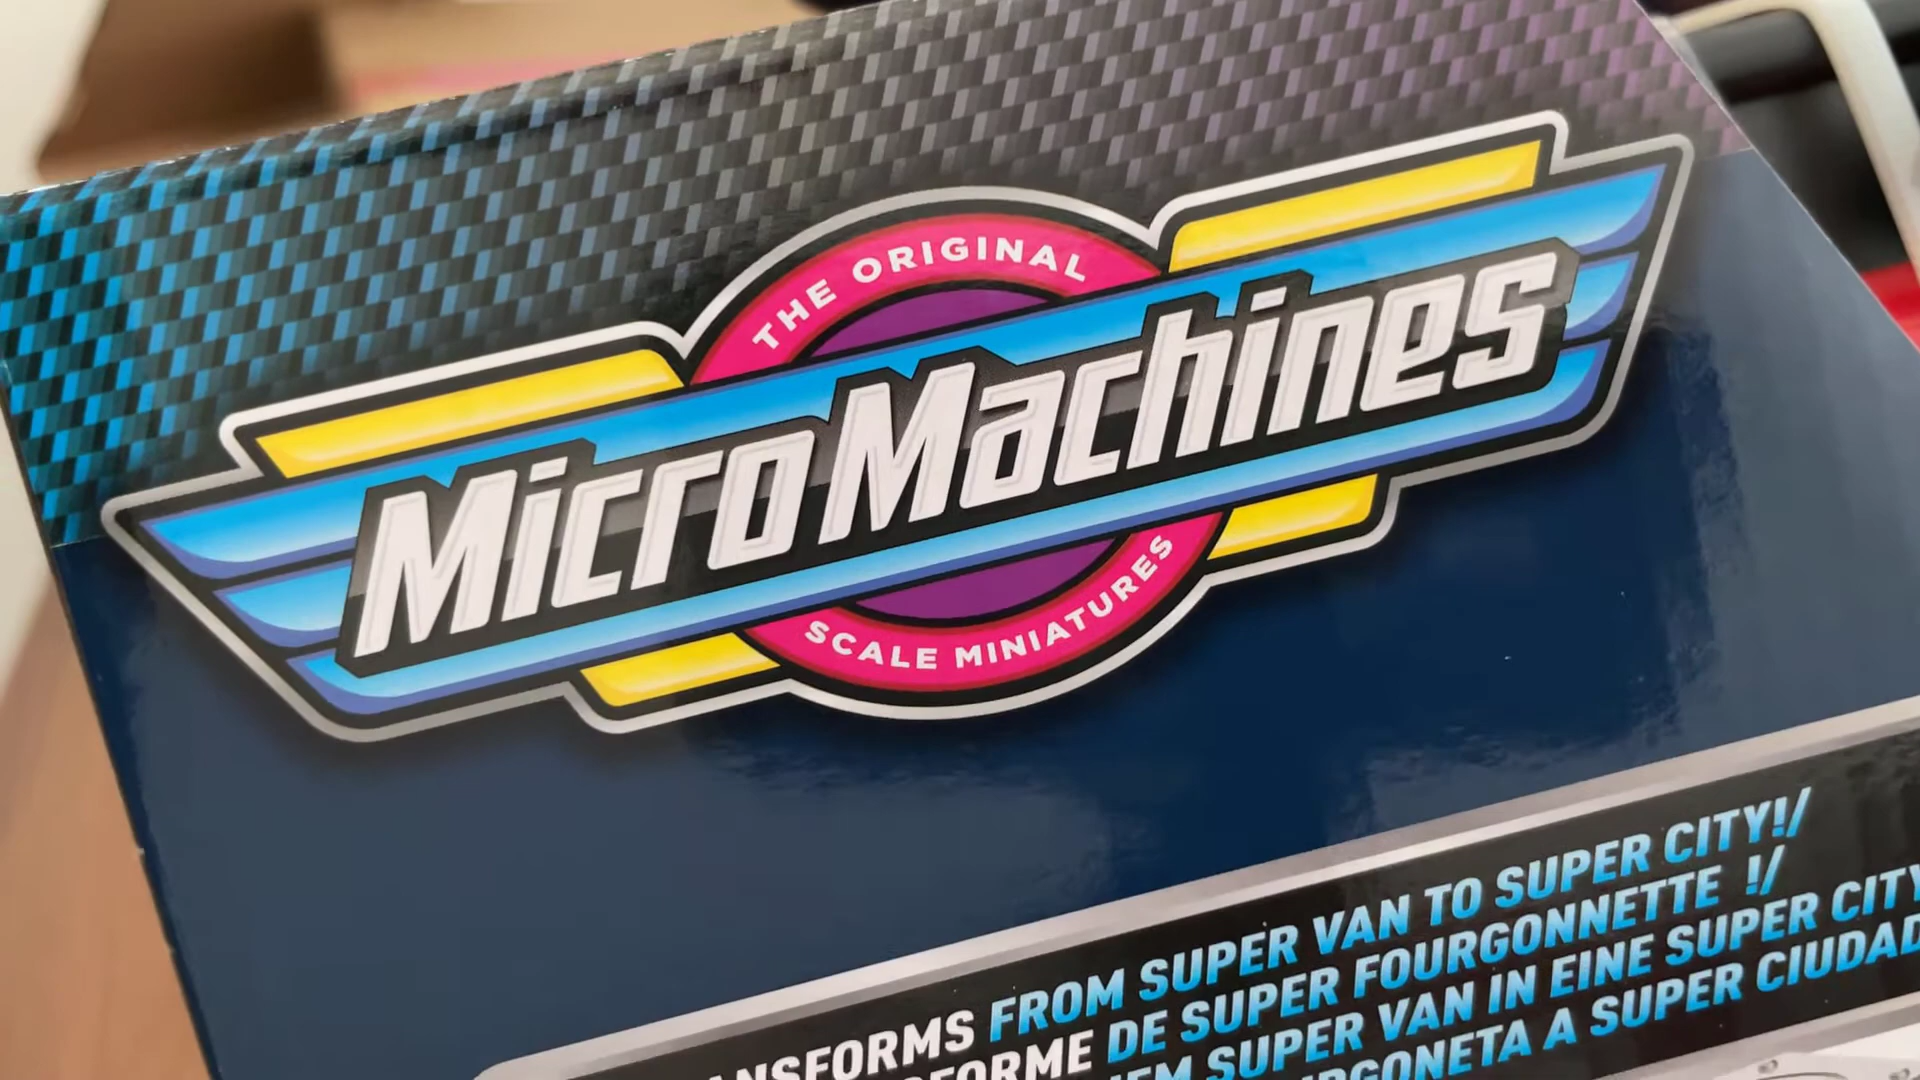 THE ORIGINAL
MicroMachines
SCALE MINIATURES
FROM SUPER VAN TO SUPER CITY!/
DE SUPER FOURGONNETTE !/
SUPER VAN IN EINE SUPER CITY
A SUPER CIUDAD